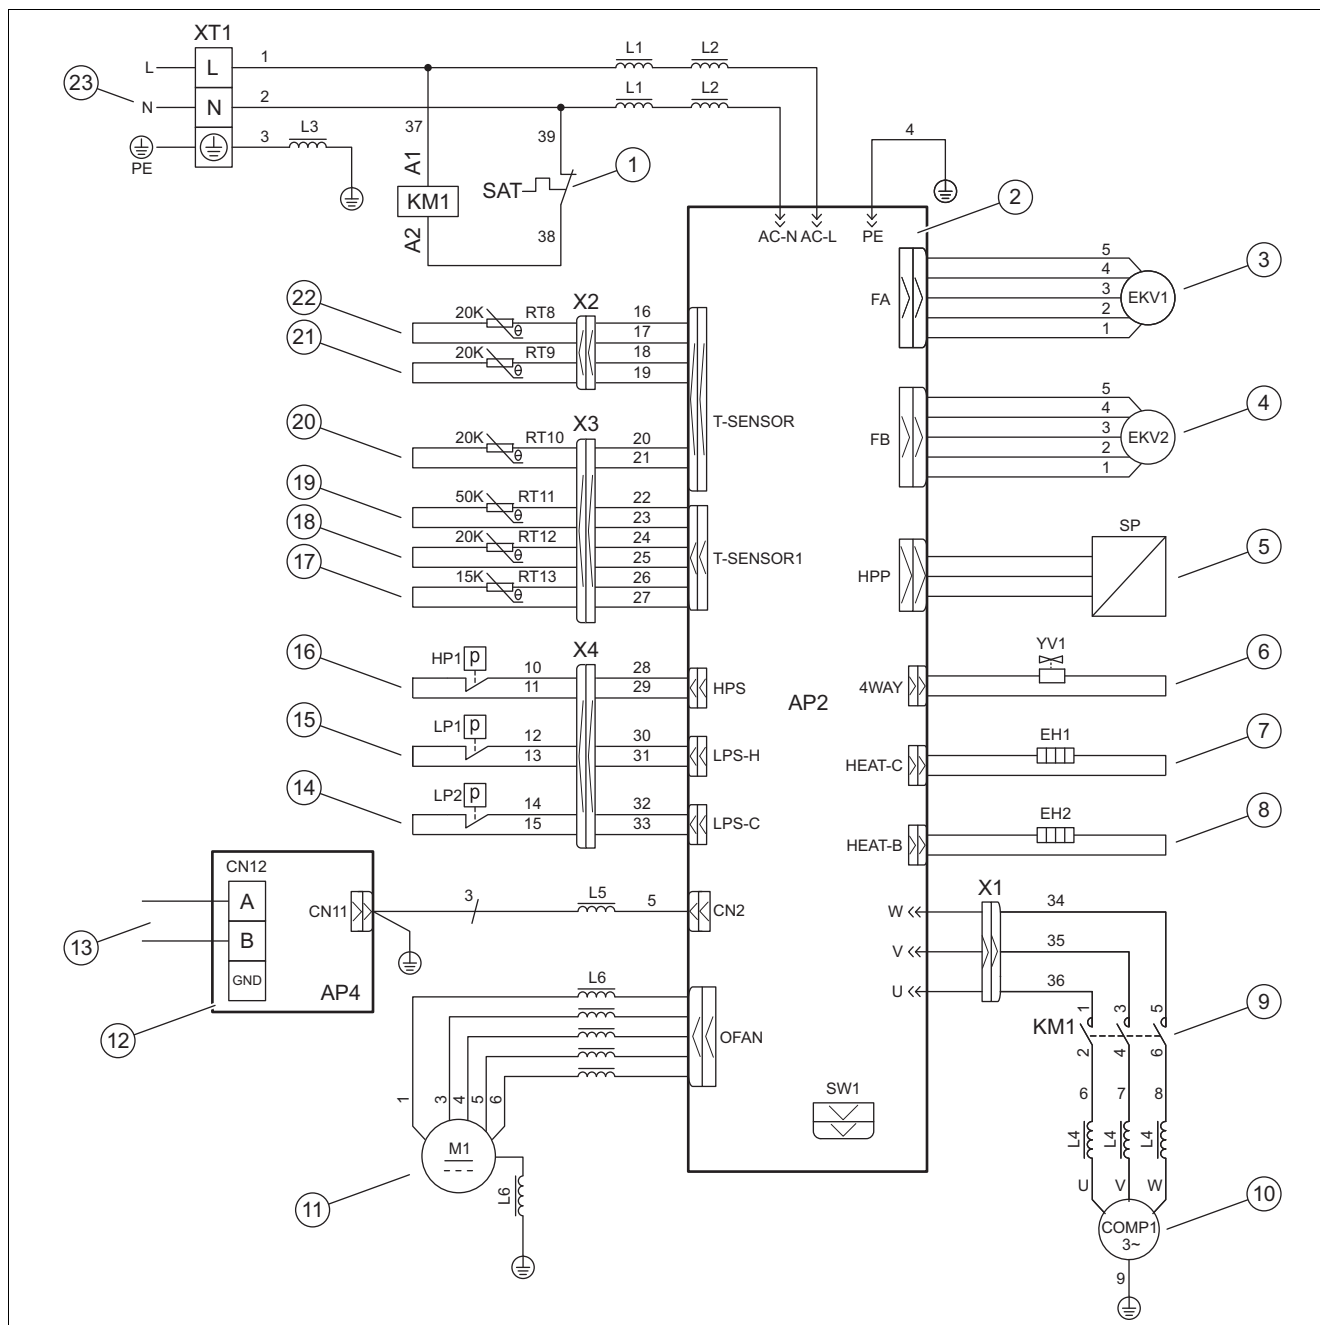 XT1
L L 1 L1 L2
23
N N 2 L1 L2
PE 3 L3
37 39 4
A1 1
SAT
KM1 2
A2 38
AC-N AC-L PE
5
4
FA 3 EKV1 3
2
1
22 20K RT8 X2 16
17
21 20K RT9 18
19
T-SENSOR
5
4
FB 3 EKV2 4
2
1
20 20K RT10 X3 20
21
19 50K RT11 22
23
18 20K RT12 24
25
T-SENSOR1
17 15K RT13 26
27
SP
HPP 5
16 HP1 p 10 X4 28
11 29 HPS
AP2
YV1
4WAY 6
15 LP1 p 12 30
13 31 LPS-H
EH1
HEAT-C 7
14 LP2 p 14 32
15 33 LPS-C
EH2
HEAT-B 8
CN12
A CN11 3 L5 5 CN2
13 B
GND AP4
12
X1
W 34
V 35
U 36
1 3 5
KM1 9
2 4 6
6 7 8
L4 L4 L4
U V W
COMP1
3~ 10
9
L6
OFAN
1 3 4 5 6
M1
11 L6
SW1